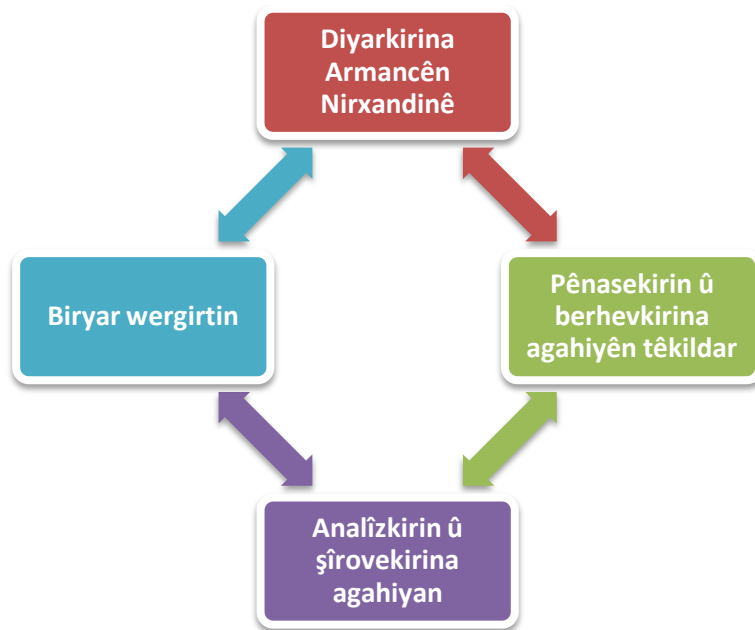 Diyarkirina
Armancên
Nirxandinê
Biryar wergirtin
Pênasekirin û
berhevkirina
agahiyên têkildar
Analîzkirin û
şîrovekirina
agahiyan